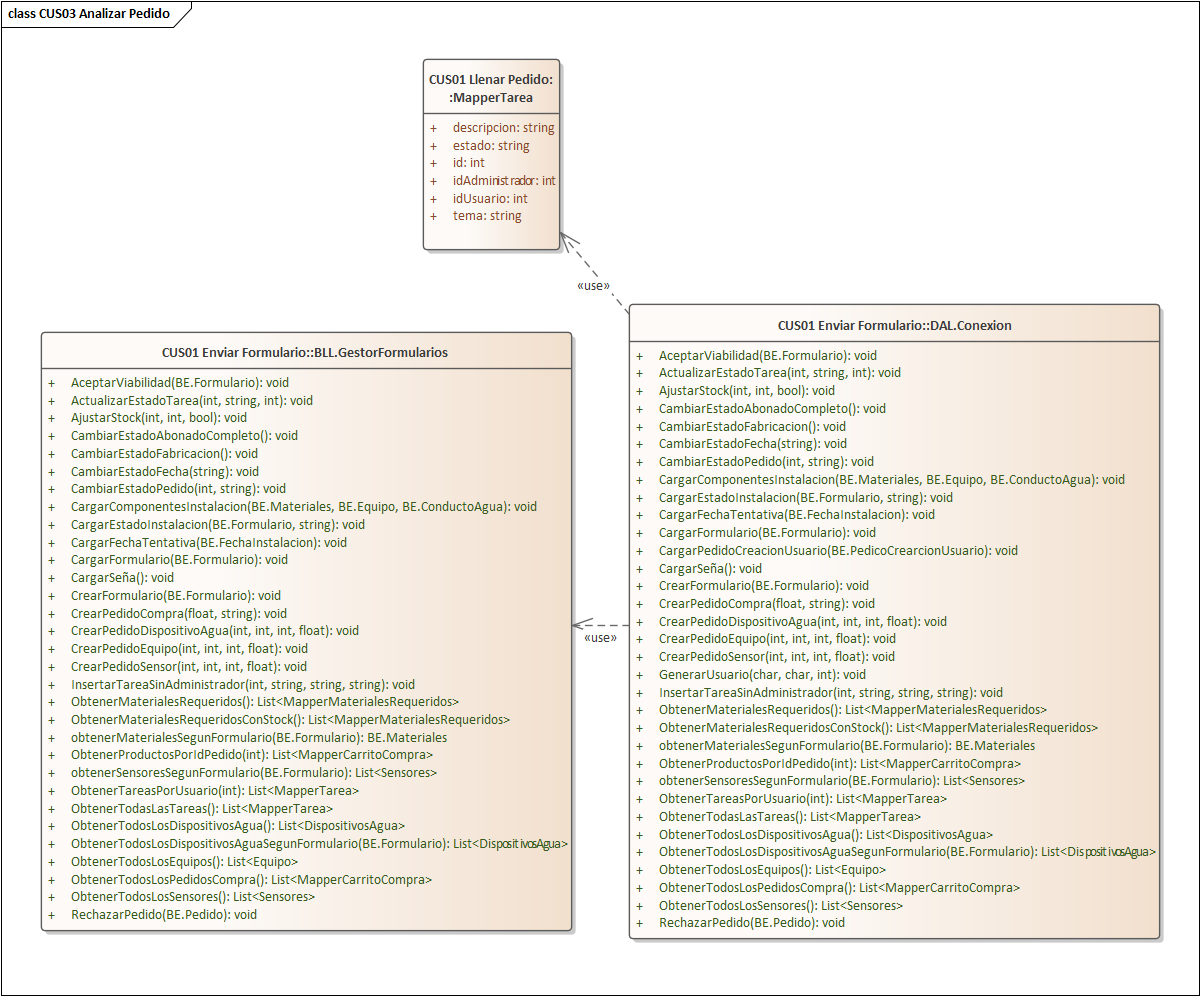 class CUS03 Analizar Pedido
CUS01 Llenar Pedido:
:MapperTarea
+ descripcion: string
+ estado: string
+ id: int
+ idAdministrador: int
+ idUsuario: int
+ tema: string
«use»
CUS01 Enviar Formulario::BLL.GestorFormularios
+ AceptarViabilidad(BE.Formulario): void
+ ActualizarEstadoTarea(int, string, int): void
+ AjustarStock(int, int, bool): void
+ CambiarEstadoAbonadoCompleto(): void
+ CambiarEstadoFabricacion(): void
+ CambiarEstadoFecha(string): void
+ CambiarEstadoPedido(int, string): void
+ CargarComponentesInstalacion(BE.Materiales, BE.Equipo, BE.ConductoAgua): void
+ CargarEstadoInstalacion(BE.Formulario, string): void
+ CargarFechaTentativa(BE.FechaInstalacion): void
+ CargarFormulario(BE.Formulario): void
+ CargarSeña(): void
+ CrearFormulario(BE.Formulario): void
+ CrearPedidoCompra(float, string): void
+ CrearPedidoDispositivoAgua(int, int, int, float): void
+ CrearPedidoEquipo(int, int, int, float): void
+ CrearPedidoSensor(int, int, int, float): void
+ InsertarTareaSinAdministrador(int, string, string, string): void
+ ObtenerMaterialesRequeridos(): List<MapperMaterialesRequeridos>
+ ObtenerMaterialesRequeridosConStock(): List<MapperMaterialesRequeridos>
+ obtenerMaterialesSegunFormulario(BE.Formulario): BE.Materiales
+ ObtenerProductosPorIdPedido(int): List<MapperCarritoCompra>
+ obtenerSensoresSegunFormulario(BE.Formulario): List<Sensores>
+ ObtenerTareasPorUsuario(int): List<MapperTarea>
+ ObtenerTodasLasTareas(): List<MapperTarea>
+ ObtenerTodosLosDispositivosAgua(): List<DispositivosAgua>
+ ObtenerTodosLosDispositivosAguaSegunFormulario(BE.Formulario): List<DispositivosAgua>
+ ObtenerTodosLosEquipos(): List<Equipo>
+ ObtenerTodosLosPedidosCompra(): List<MapperCarritoCompra>
+ ObtenerTodosLosSensores(): List<Sensores>
+ RechazarPedido(BE.Pedido): void
«use»
CUS01 Enviar Formulario::DAL.Conexion
+ AceptarViabilidad(BE.Formulario): void
+ ActualizarEstadoTarea(int, string, int): void
+ AjustarStock(int, int, bool): void
+ CambiarEstadoAbonadoCompleto(): void
+ CambiarEstadoFabricacion(): void
+ CambiarEstadoFecha(string): void
+ CambiarEstadoPedido(int, string): void
+ CargarComponentesInstalacion(BE.Materiales, BE.Equipo, BE.ConductoAgua): void
+ CargarEstadoInstalacion(BE.Formulario, string): void
+ CargarFechaTentativa(BE.FechaInstalacion): void
+ CargarFormulario(BE.Formulario): void
+ CargarPedidoCreacionUsuario(BE.PedicoCrearcionUsuario): void
+ CargarSeña(): void
+ CrearFormulario(BE.Formulario): void
+ CrearPedidoCompra(float, string): void
+ CrearPedidoDispositivoAgua(int, int, int, float): void
+ CrearPedidoEquipo(int, int, int, float): void
+ CrearPedidoSensor(int, int, int, float): void
+ GenerarUsuario(char, char, int): void
+ InsertarTareaSinAdministrador(int, string, string, string): void
+ ObtenerMaterialesRequeridos(): List<MapperMaterialesRequeridos>
+ ObtenerMaterialesRequeridosConStock(): List<MapperMaterialesRequeridos>
+ obtenerMaterialesSegunFormulario(BE.Formulario): BE.Materiales
+ ObtenerProductosPorIdPedido(int): List<MapperCarritoCompra>
+ obtenerSensoresSegunFormulario(BE.Formulario): List<Sensores>
+ ObtenerTareasPorUsuario(int): List<MapperTarea>
+ ObtenerTodasLasTareas(): List<MapperTarea>
+ ObtenerTodosLosDispositivosAgua(): List<DispositivosAgua>
+ ObtenerTodosLosDispositivosAguaSegunFormulario(BE.Formulario): List<DispositivosAgua>
+ ObtenerTodosLosEquipos(): List<Equipo>
+ ObtenerTodosLosPedidosCompra(): List<MapperCarritoCompra>
+ ObtenerTodosLosSensores(): List<Sensores>
+ RechazarPedido(BE.Pedido): void